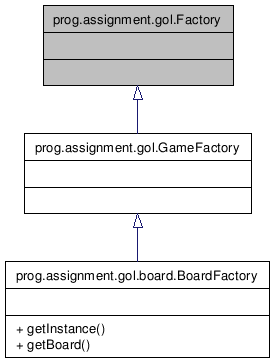 prog.assignment.gol.Factory
prog.assignment.gol.GameFactory
prog.assignment.gol.board.BoardFactory
+ getInstance()
+ getBoard()